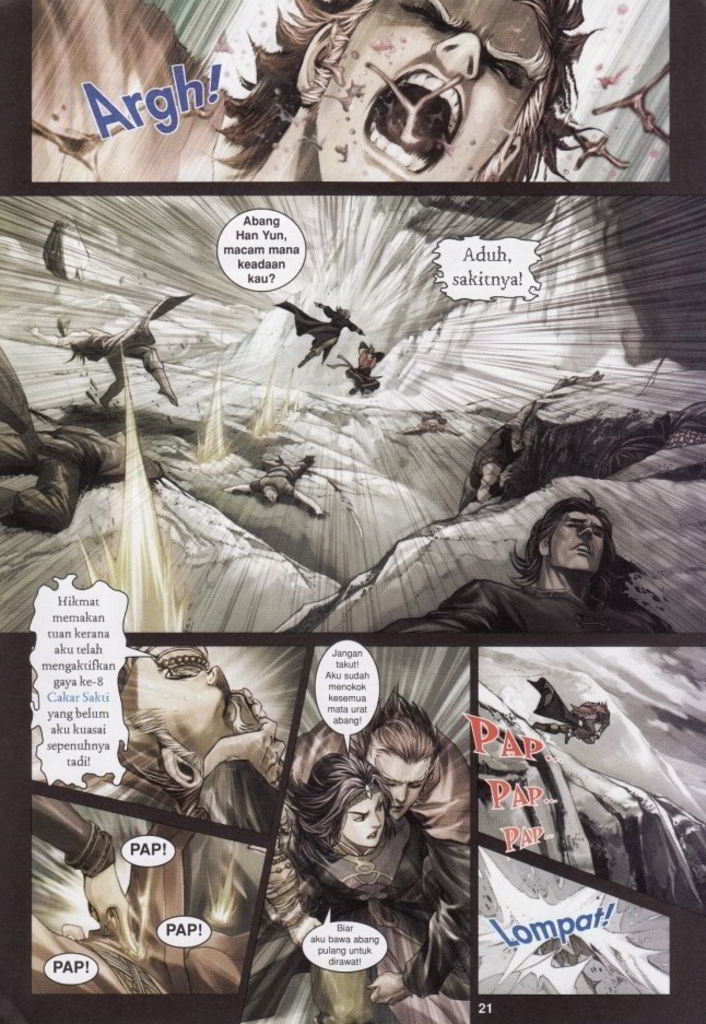 Argh!
Abang
Han Yun,
macam mana
keadaan
kau?
Aduh,
sakitnya!
Hikmat
memakan
tuan kerana
aku telah
mengaktifkan
gaya ke-8
Cakar Sakti
yang belum
aku kuasai
sepenuhnya
tadi!
Jangan
takut!
Aku sudah
menokok
kesemua
mata urat
abang!
PAP...
PAP...
PAP...
PAP!
PAP!
PAP!
Biar
aku bawa abang
pulang untuk
dirawat!
Lompat!
21